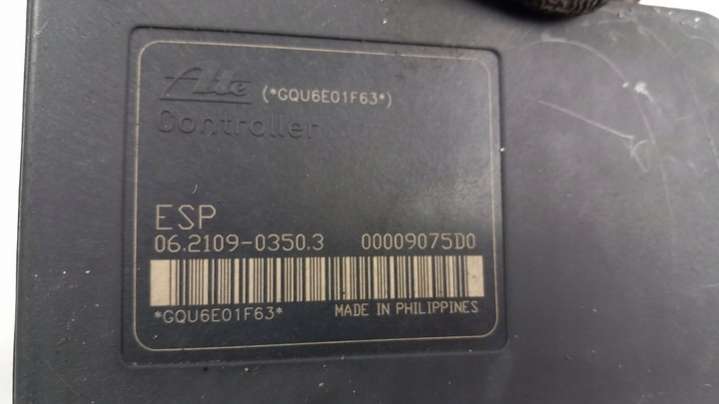 Ate (*GQU6E01F63*)
Controller
ESP
06.2109-0350.3 00009075D0
*GQU6E01F63* MADE IN PHILIPPINES